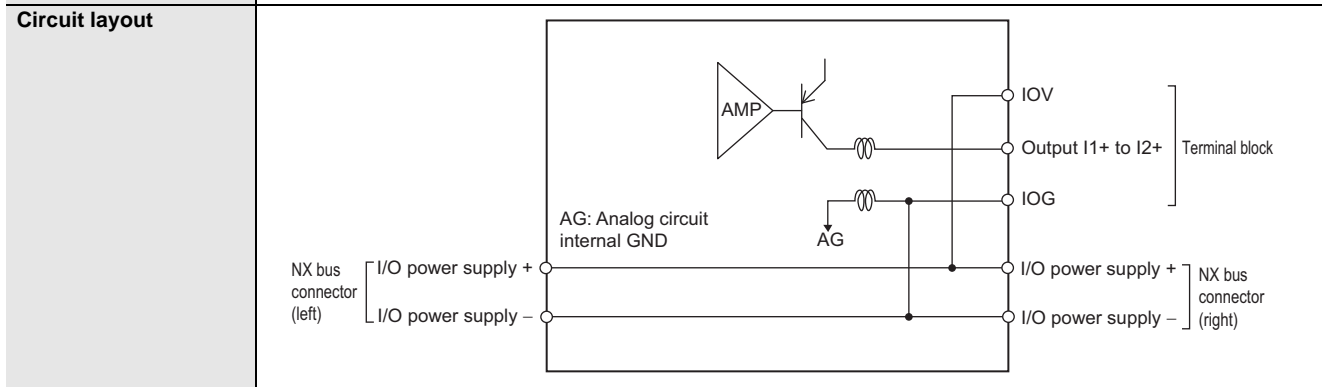 Circuit layout
AMP
IOV
Output I1+ to I2+
Terminal block
IOG
AG: Analog circuit
internal GND
AG
NX bus
connector
(left)
I/O power supply +
I/O power supply –
I/O power supply +
I/O power supply –
NX bus
connector
(right)